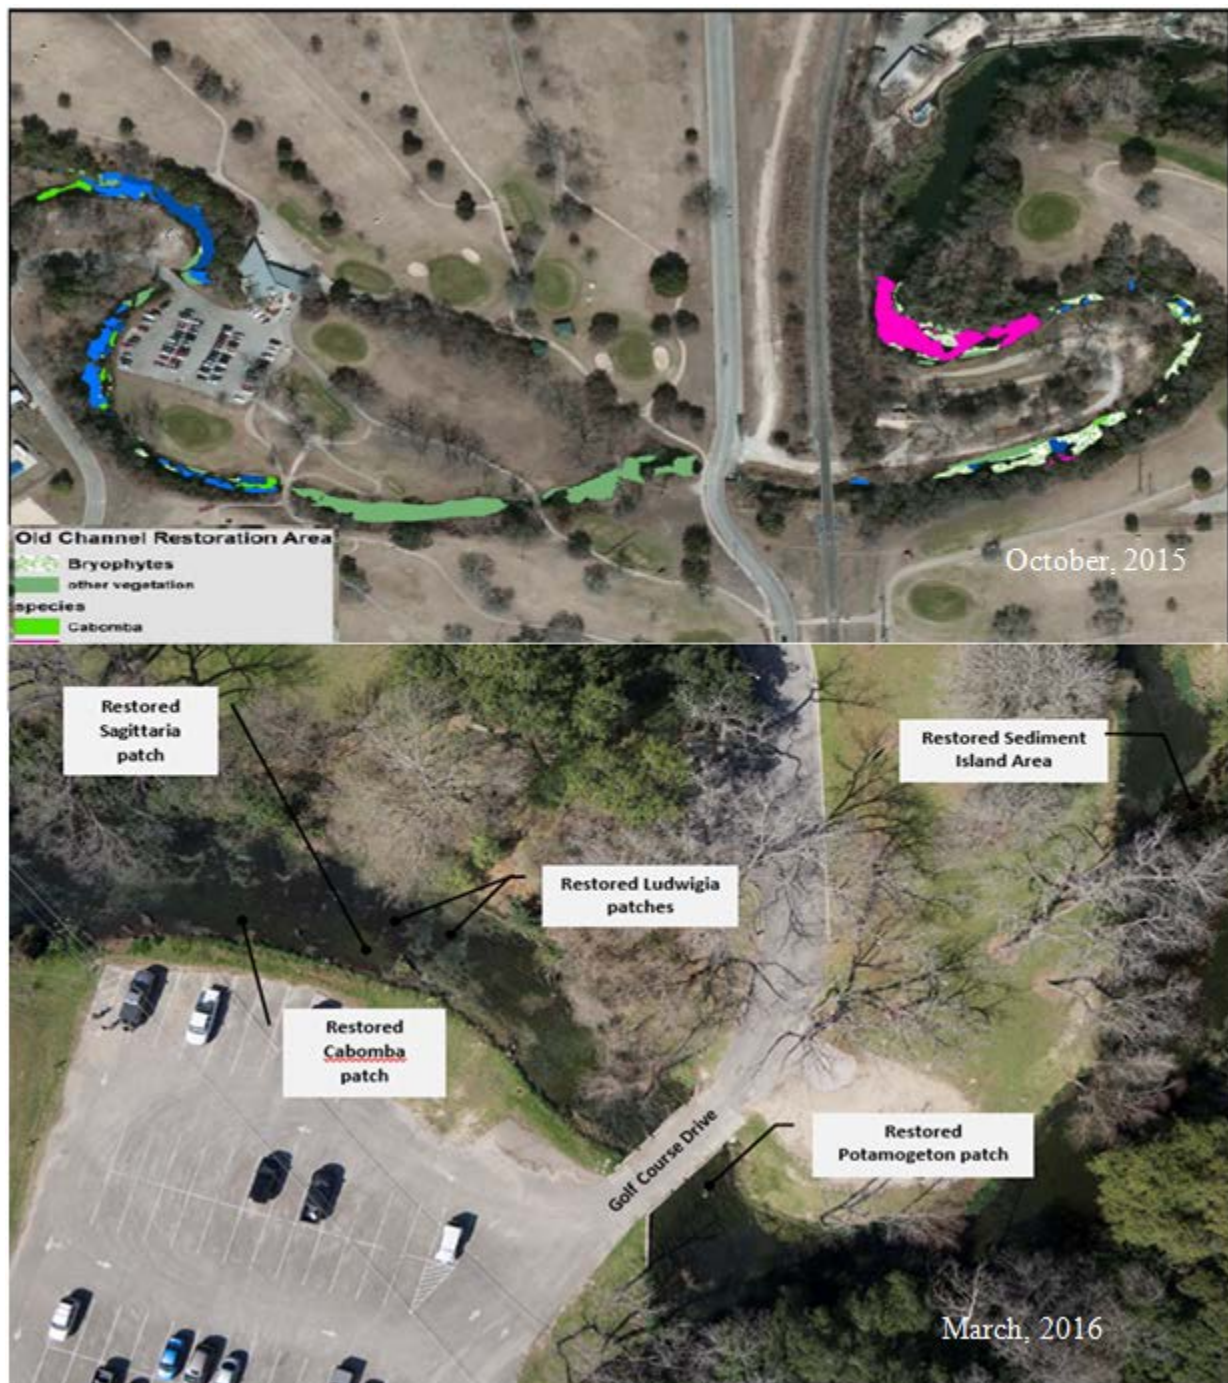 October, 2015
Old Channel Restoration Area
Bryophytes
other vegetation
species
Cabomba
Restored
Sagittaria
patch
Restored Sediment
Island Area
Restored Ludwigia
patches
Restored
Cabomba
patch
Golf Course Drive
Restored
Potamogeton patch
March, 2016